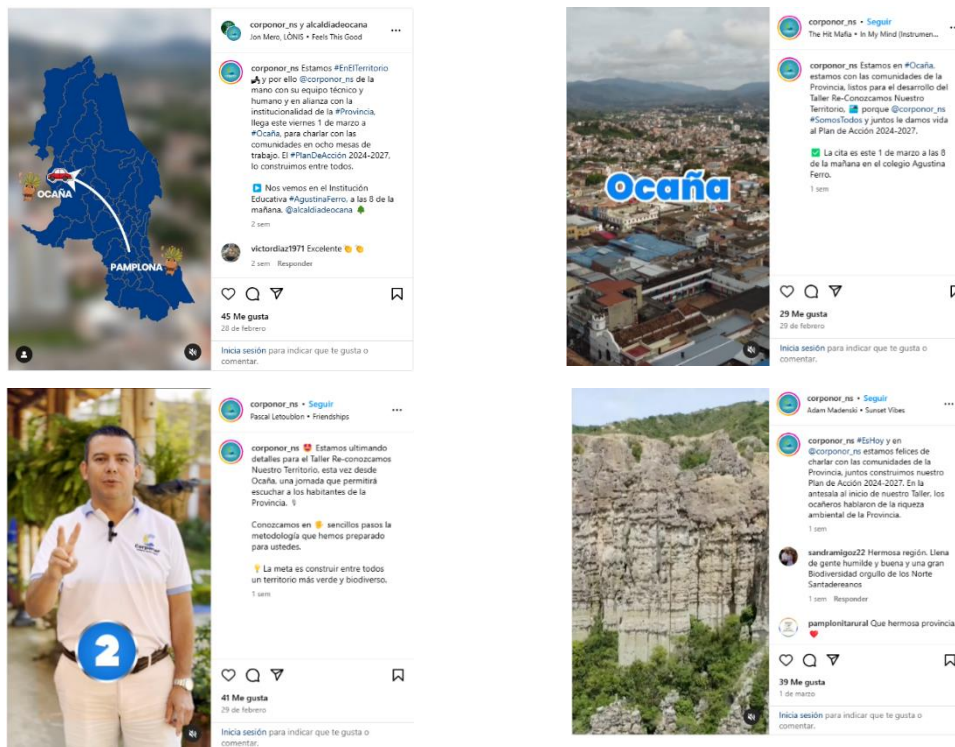 corponor_ns y alcaldiadeocana
Jon Mero, LÒNIS • Feels This Good
corponor_ns Estamos #EnElTerritorio
y por ello @corponor_ns de la
mano con su equipo técnico y
humano y en alianza con la
institucionalidad de la #Provincia,
llega este viernes 1 de marzo a
#Ocaña, para charlar con las
comunidades en ocho mesas de
trabajo. El #PlanDeAcción 2024-2027,
lo construimos entre todos.
Nos vemos en el Institución
Educativa #AgustinaFerro, a las 8 de la
mañana. @alcaldiadeocana
2 sem
victordiaz1971 Excelente
2 sem Responder
45 Me gusta
28 de febrero
Inicia sesión para indicar que te gusta o
comentar.
OCAÑA
PAMPLONA
corponor_ns • Seguir
The Hit Mafia • In My Mind (Instrumen...
corponor_ns Estamos en #Ocaña,
estamos con las comunidades de la
Provincia, listos para el desarrollo del
Taller Re-Conozcamos Nuestro
Territorio, porque @corponor_ns
#SomosTodos y juntos le damos vida
al Plan de Acción 2024-2027.
La cita es este 1 de marzo a las 8
de la mañana en el colegio Agustina
Ferro.
1 sem
29 Me gusta
29 de febrero
Inicia sesión para indicar que te gusta o
comentar.
Ocaña
corponor_ns • Seguir
Pascal Letoublon • Friendships
corponor_ns Estamos ultimando
detalles para el Taller Re-conozcamos
Nuestro Territorio, esta vez desde
Ocaña, una jornada que permitirá
escuchar a los habitantes de la
Provincia.
Conozcamos en sencillos pasos la
metodología que hemos preparado
para ustedes.
La meta es construir entre todos
un territorio más verde y biodiverso.
1 sem
41 Me gusta
29 de febrero
Inicia sesión para indicar que te gusta o
comentar.
Corponor
2
corponor_ns • Seguir
Adam Madenski • Sunset Vibes
corponor_ns #EsHoy y en
@corponor_ns estamos felices de
charlar con las comunidades de la
Provincia, juntos construimos nuestro
Plan de Acción 2024-2027. En la
antesala al inicio de nuestro Taller, los
ocañeros hablaron de la riqueza
ambiental de la Provincia.
1 sem
sandramigoz22 Hermosa región. Llena
de gente humilde y buena y una gran
Biodiversidad orgullo de los Norte
Santadereanos
1 sem Responder
pamplonitarural Que hermosa provincia
39 Me gusta
1 de marzo
Inicia sesión para indicar que te gusta o
comentar.